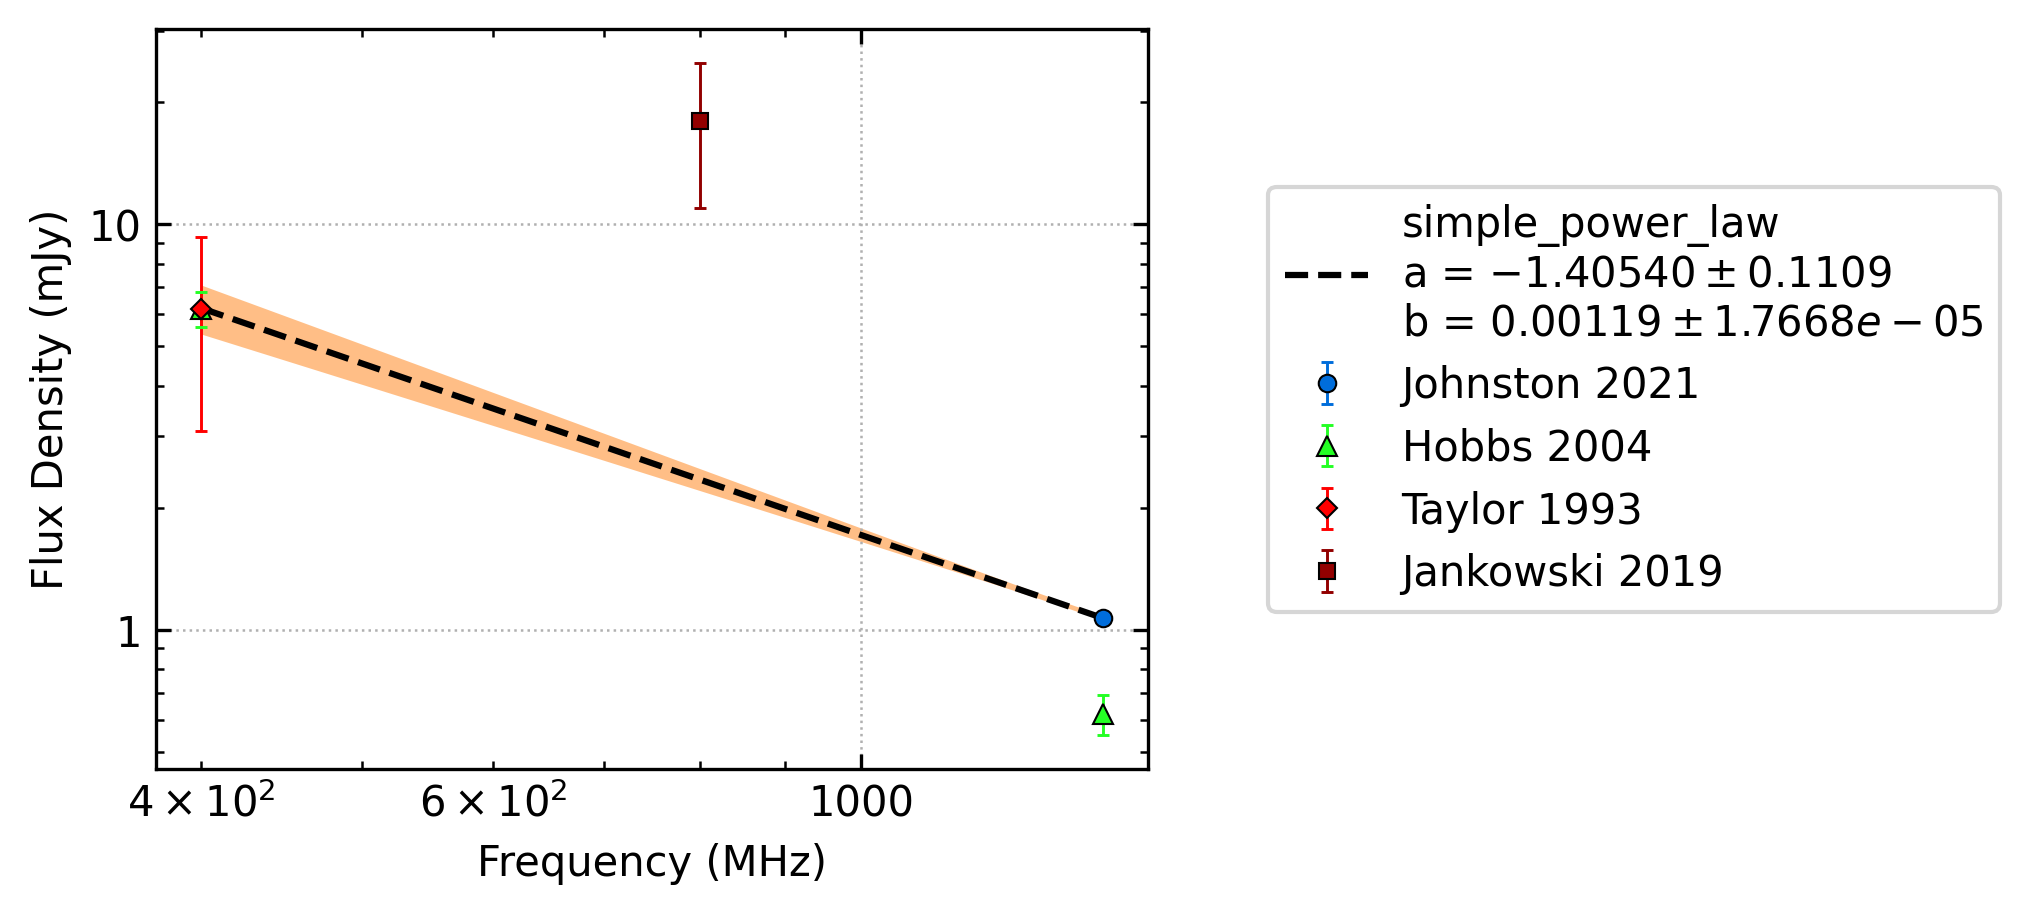 10
1
Flux Density (mJy)
4 × 10²
6 × 10²
1000
Frequency (MHz)
simple_power_law
a = −1.40540 ± 0.1109
b = 0.00119 ± 1.7668e − 05
Johnston 2021
Hobbs 2004
Taylor 1993
Jankowski 2019